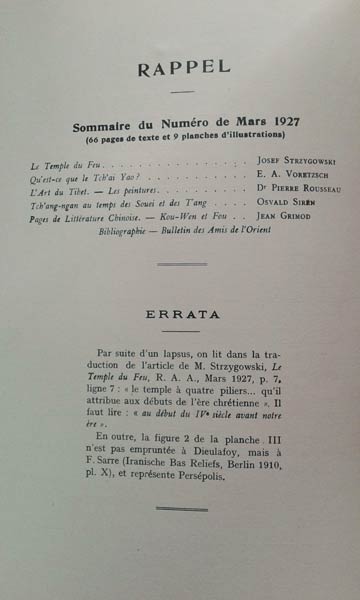 RAPPEL
Sommaire du Numéro de Mars 1927
(66 pages de texte et 9 planches d'illustrations)
Le Temple du Feu . . . . . . . . . . . . . . Josef Strzygowski
Qu'est-ce que le Tch'ai Yao? . . . . . . . . . . . E. A. Voretzsch
L'Art du Tibet. — Les peintures . . . . . . . . . . Dr Pierre Rousseau
Tch'ang-ngan au temps des Souei et des T'ang . . . . Osvald Sirén
Pages de Littérature Chinoise. — Kou-Wen et Fou . . Jean Grimod
Bibliographie — Bulletin des Amis de l'Orient
ERRATA
Par suite d'un lapsus, on lit dans la tra-
duction de l'article de M. Strzygowski, Le
Temple du Feu, R. A. A., Mars 1927, p. 7,
ligne 7 : « le temple à quatre piliers... qu'il
attribue aux débuts de l'ère chrétienne ». Il
faut lire : « au début du IVe siècle avant notre
ère ».
En outre, la figure 2 de la planche III
n'est pas empruntée à Dieulafoy, mais à
F. Sarre (Iranische Bas Reliefs, Berlin 1910,
pl. X), et représente Persépolis.